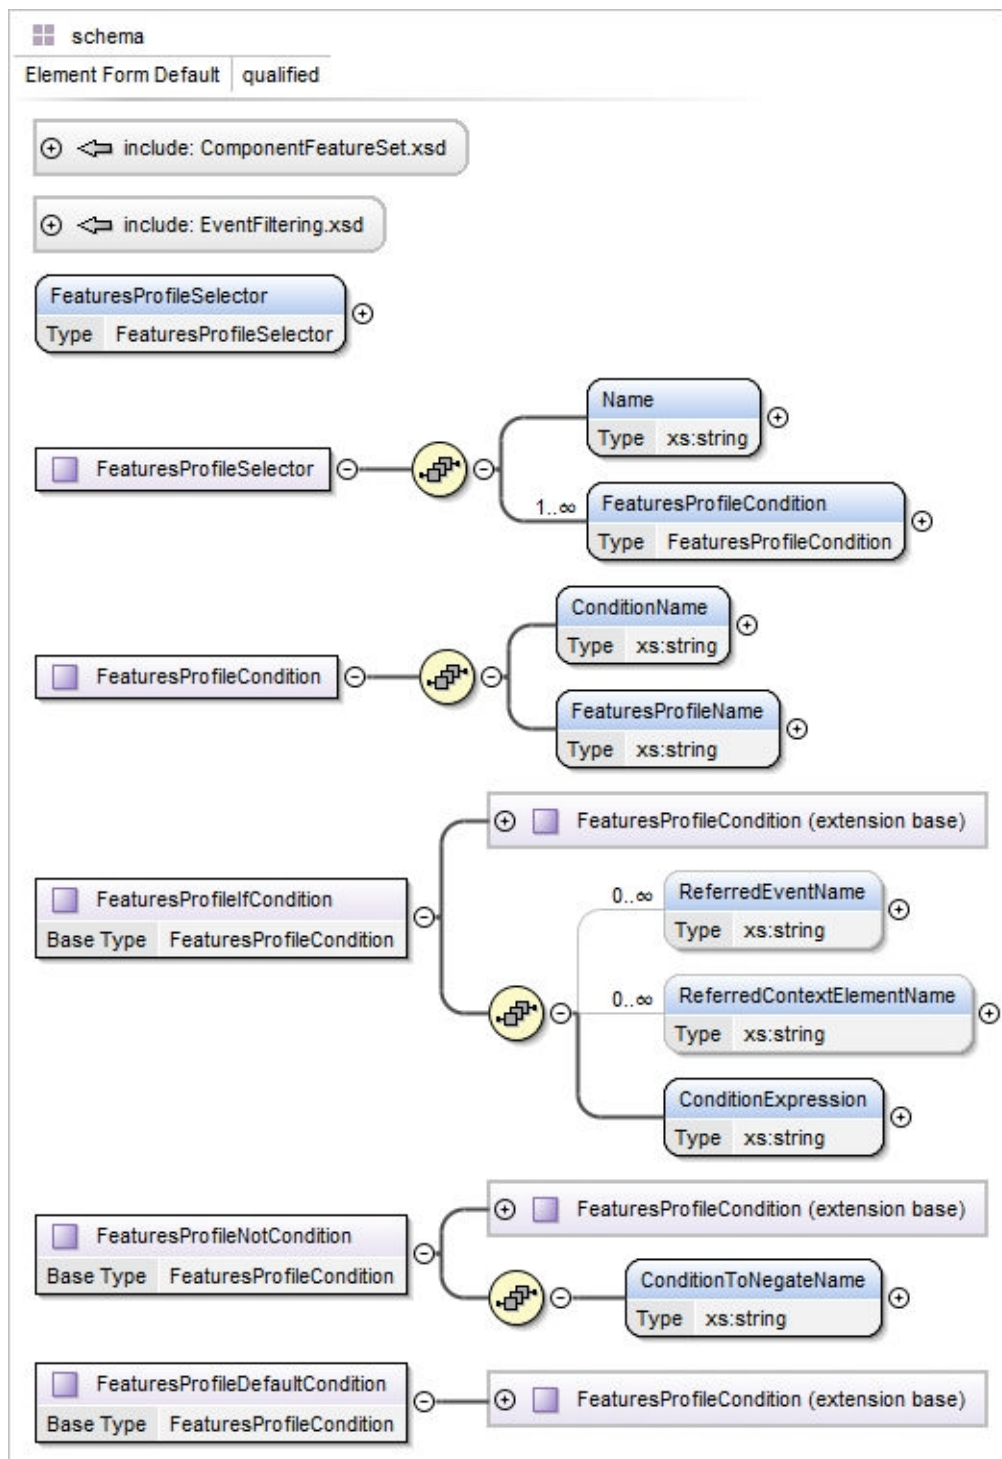 schema
Element Form Default qualified
include: ComponentFeatureSet.xsd
include: EventFiltering.xsd
FeaturesProfileSelector
Type FeaturesProfileSelector
Name
Type xs:string
FeaturesProfileSelector
1..∞
FeaturesProfileCondition
Type FeaturesProfileCondition
ConditionName
Type xs:string
FeaturesProfileCondition
FeaturesProfileName
Type xs:string
FeaturesProfileCondition (extension base)
FeaturesProfileIfCondition
Base Type FeaturesProfileCondition
0..∞
ReferredEventName
Type xs:string
0..∞
ReferredContextElementName
Type xs:string
ConditionExpression
Type xs:string
FeaturesProfileCondition (extension base)
FeaturesProfileNotCondition
Base Type FeaturesProfileCondition
ConditionToNegateName
Type xs:string
FeaturesProfileDefaultCondition
Base Type FeaturesProfileCondition
FeaturesProfileCondition (extension base)